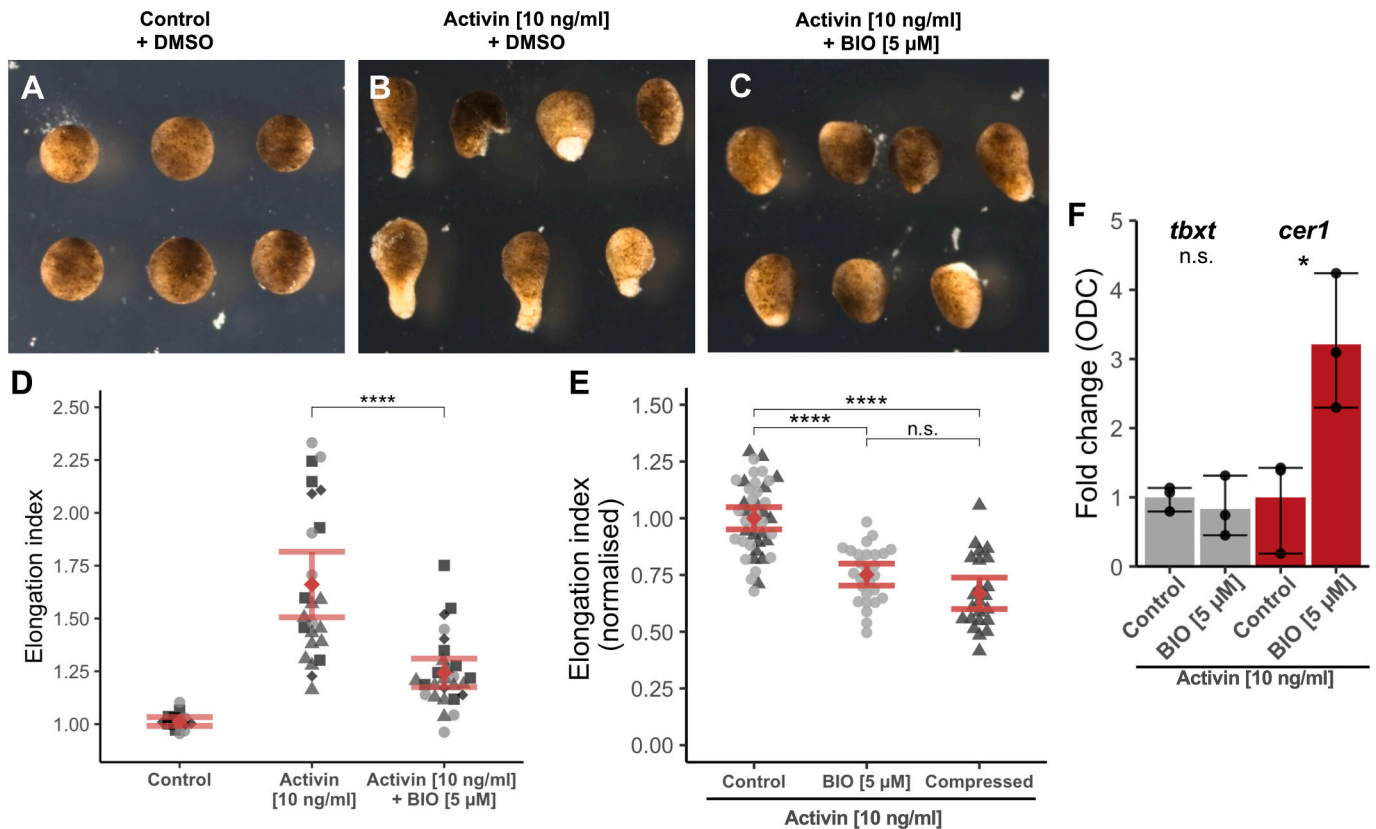 Control
+ DMSO
Activin [10 ng/ml]
+ DMSO
Activin [10 ng/ml]
+ BIO [5 µM]
A
B
C
D
2.50
2.25
2.00
1.75
1.50
1.25
1.00
Elongation index
****
Control
Activin
[10 ng/ml]
Activin [10 ng/ml]
+ BIO [5 µM]
E
1.50
1.25
1.00
0.75
0.50
0.25
0.00
Elongation index
(normalised)
****
****
n.s.
Control
BIO [5 µM]
Compressed
Activin [10 ng/ml]
F
5
4
3
2
1
0
Fold change (ODC)
tbxt
n.s.
cer1
*
Control
BIO [5 µM]
Control
BIO [5 µM]
Activin [10 ng/ml]